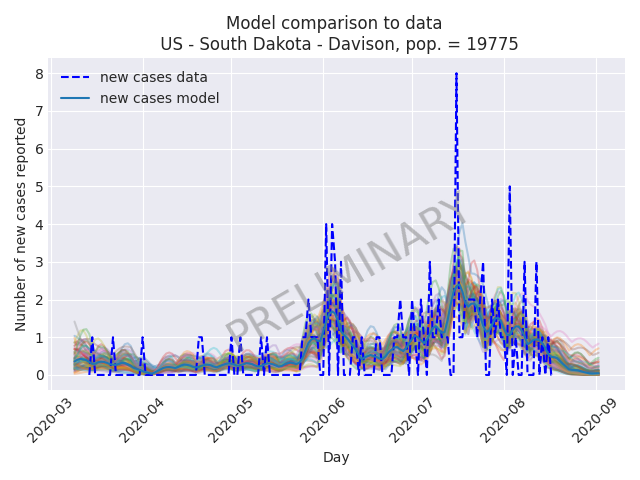 Model comparison to data
US - South Dakota - Davison, pop. = 19775
new cases data
new cases model
PRELIMINARY
Number of new cases reported
8
7
6
5
4
3
2
1
0
2020-03
2020-04
2020-05
2020-06
2020-07
2020-08
2020-09
Day